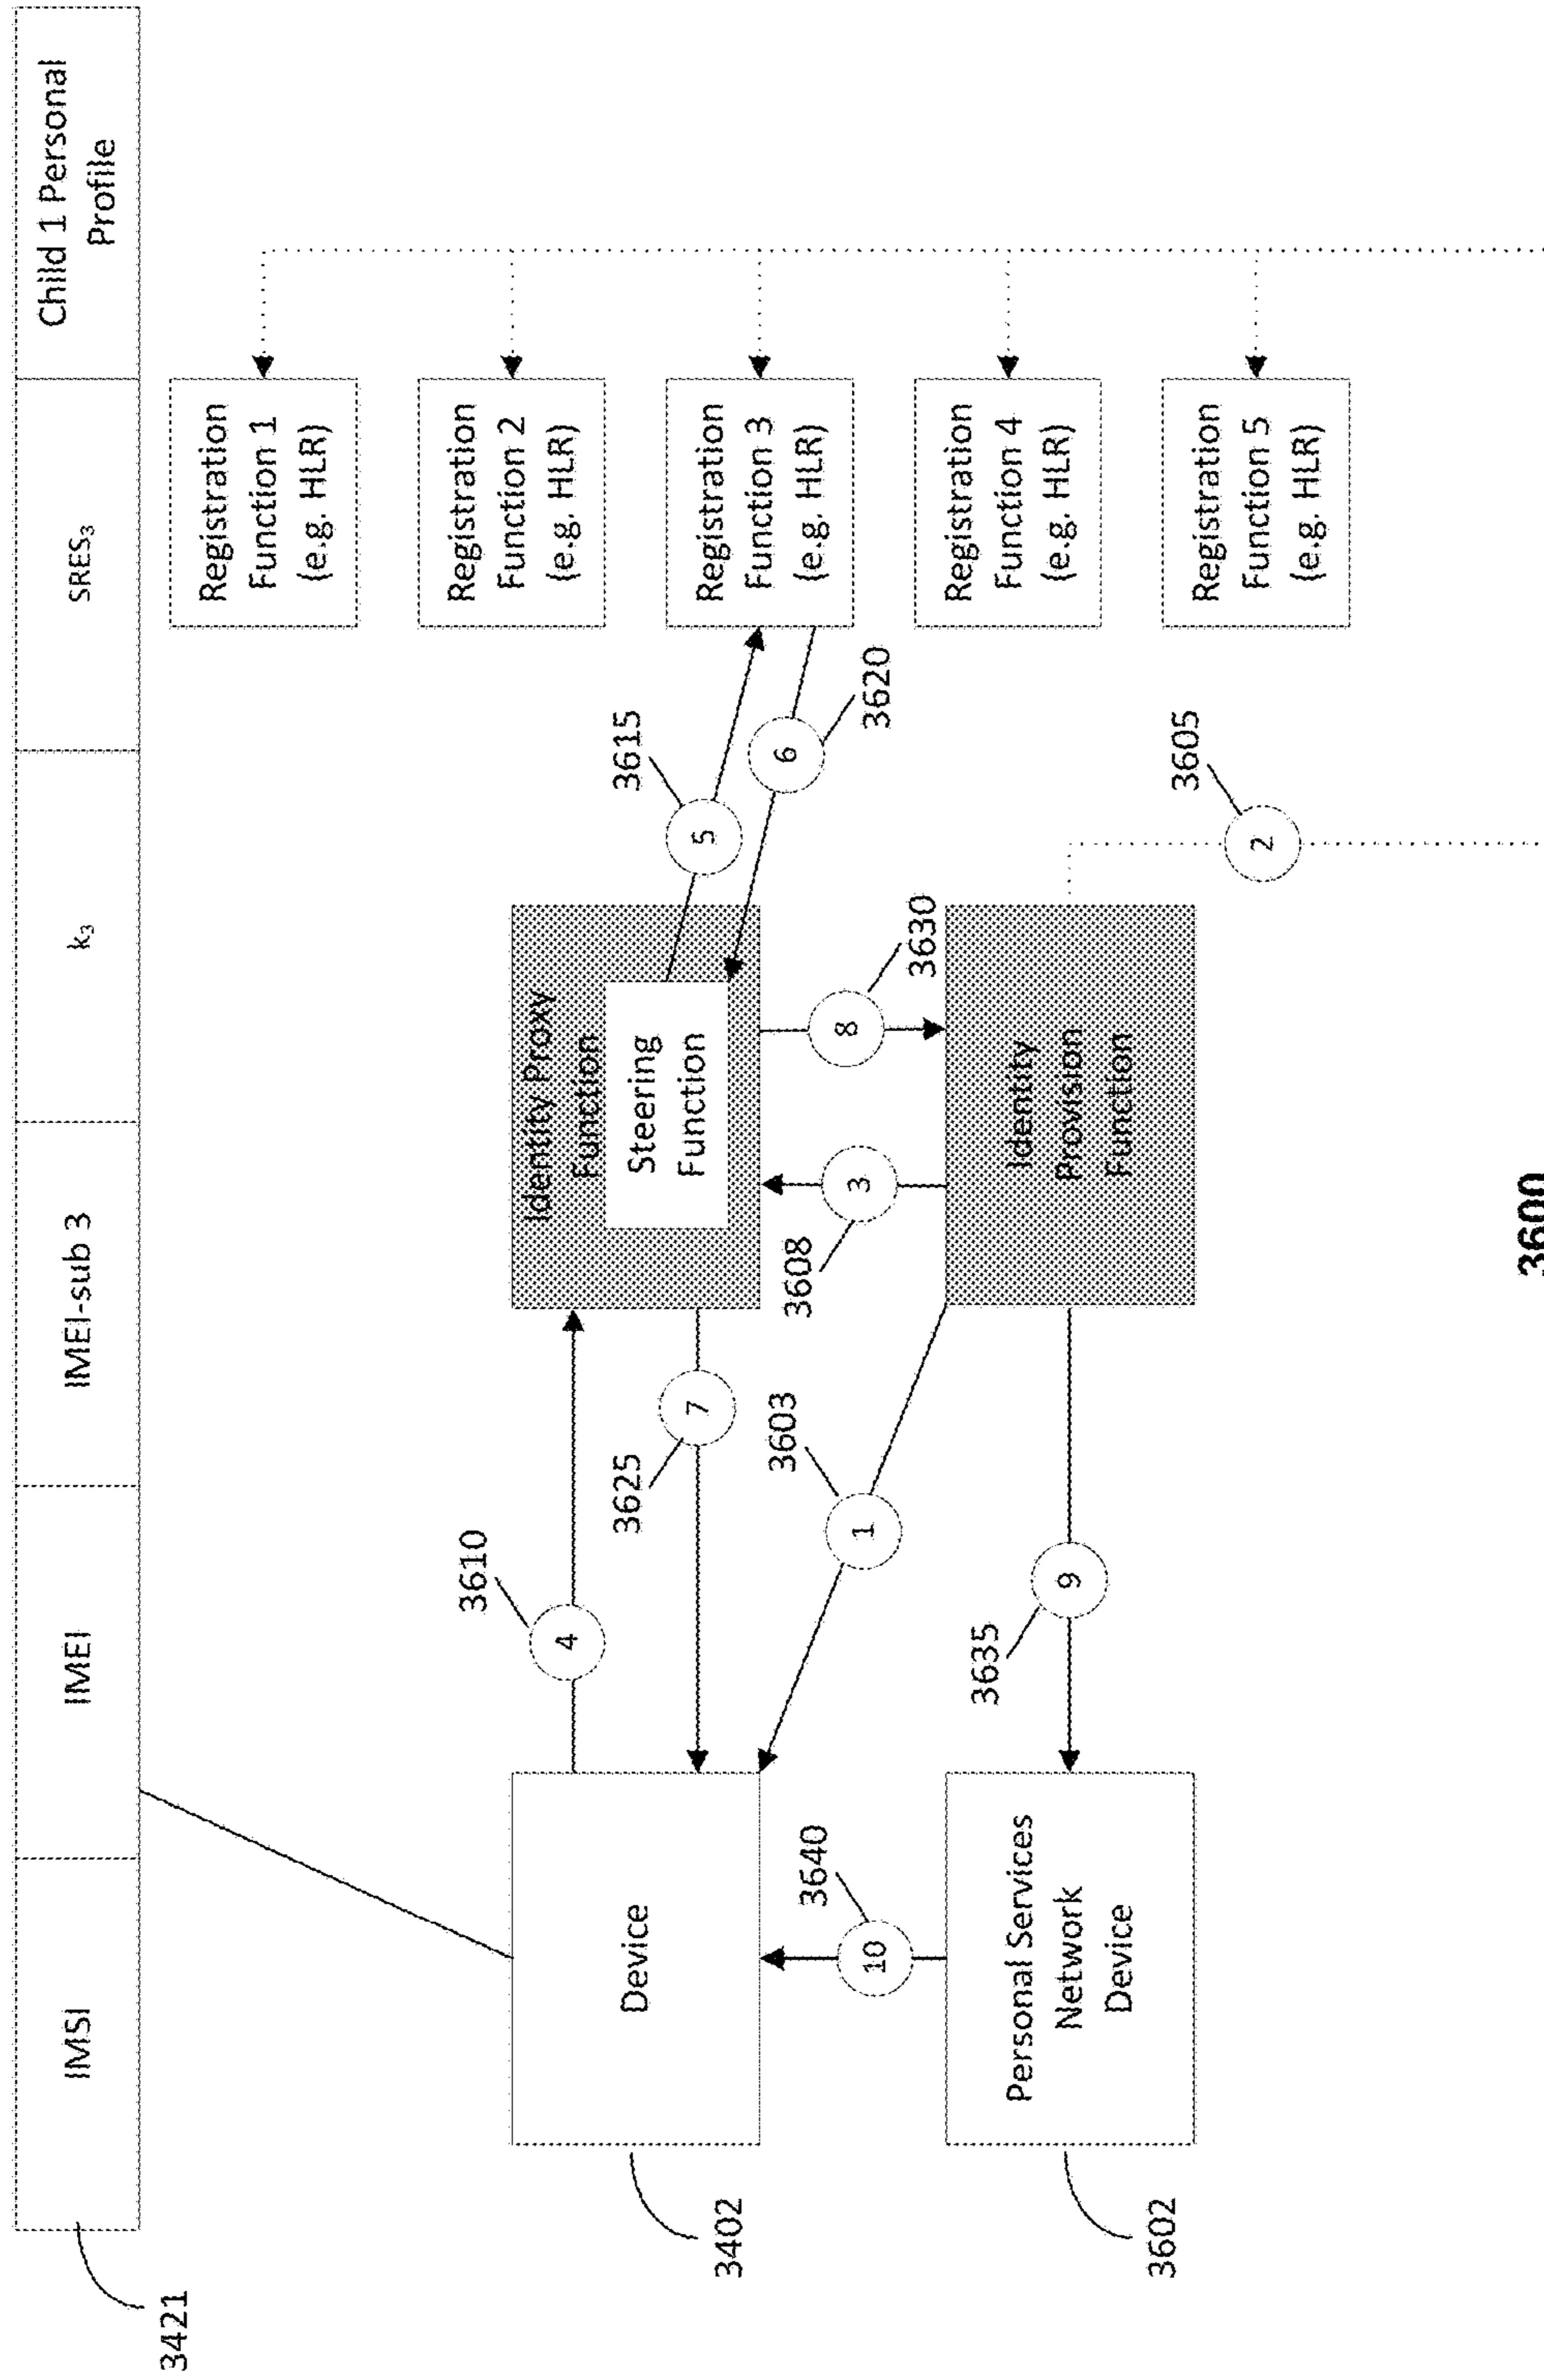 3421
IMSI
IMEI
IMEI-sub 3
k₃
SRES₃
Child 1 Personal
Profile
3402
Device
3610
4
3625
7
Identity Proxy
Function
Steering
Function
3615
5
6
3620
Registration
Function 1
(e.g. HLR)
Registration
Function 2
(e.g. HLR)
Registration
Function 3
(e.g. HLR)
Registration
Function 4
(e.g. HLR)
Registration
Function 5
(e.g. HLR)
3640
10
3603
1
3608
3
8
3630
3602
Personal Services
Network
Device
3635
9
Identity
Provision
Function
3605
2
3600